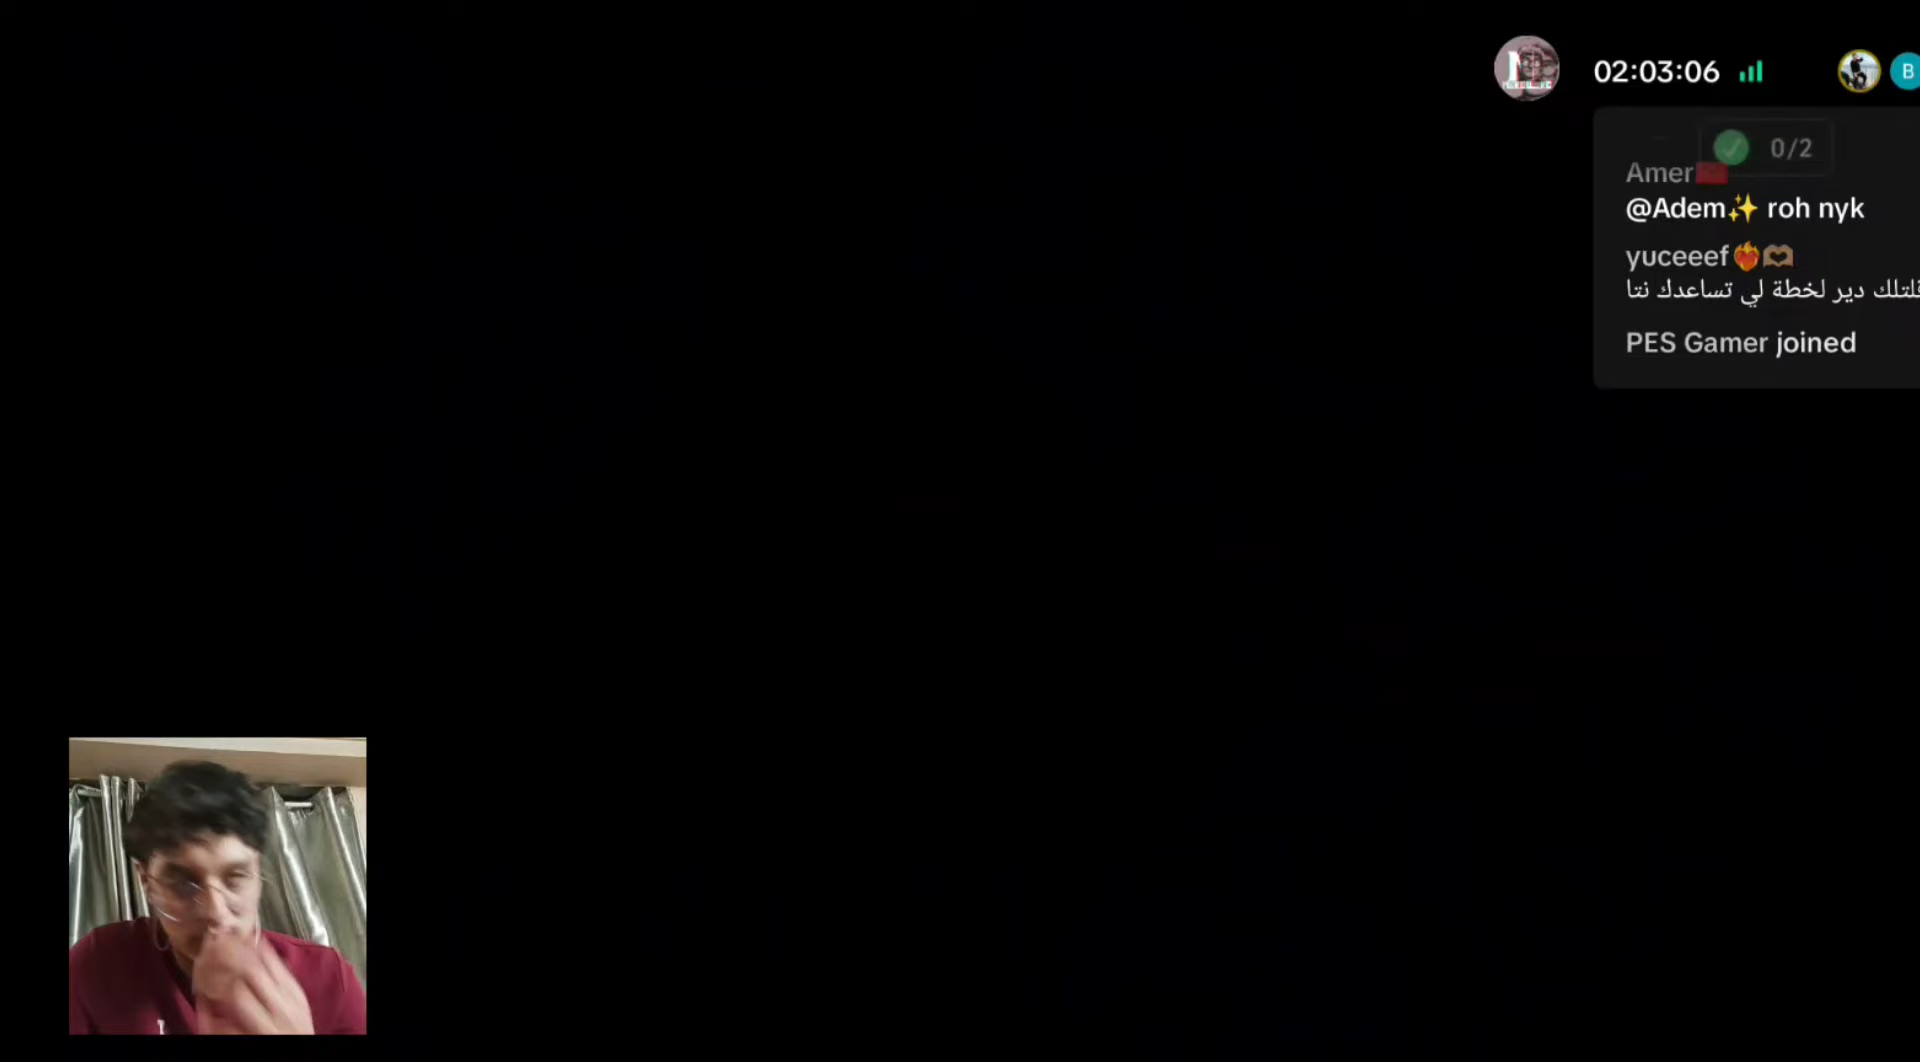 02:03:06
B
0/2
Amer
@Adem✨ roh nyk
yuceeef❤️‍🔥🫶🏽
قلتلك دير لخطة لي تساعدك نتا
PES Gamer joined